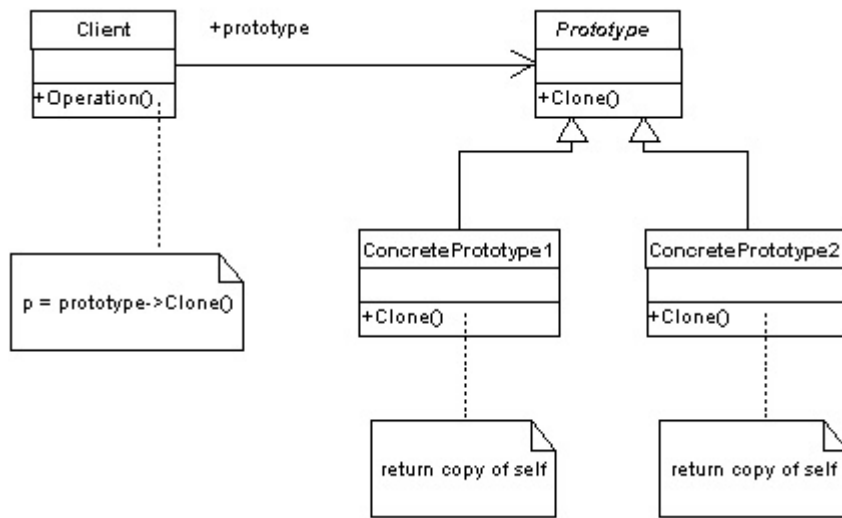 Client
+prototype
Prototype
+Operation()
+Clone()
p = prototype->Clone()
ConcretePrototype1
ConcretePrototype2
+Clone()
+Clone()
return copy of self
return copy of self